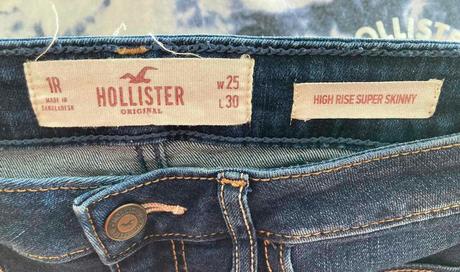 HOLLISTER
1R
MADE IN
BANGLADESH
HOLLISTER
ORIGINAL
W 25
L 30
HIGH RISE SUPER SKINNY